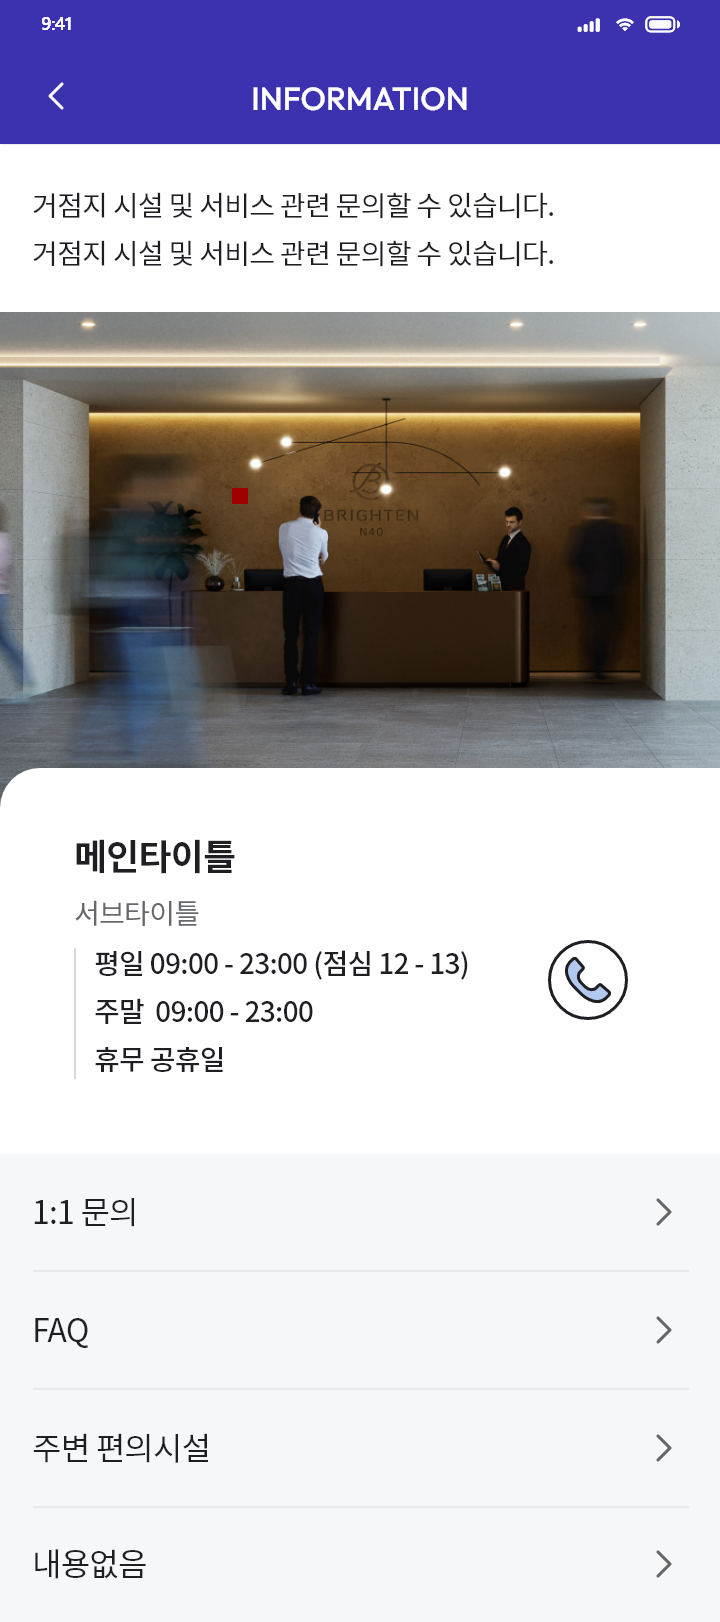 9:41
INFORMATION
거점지 시설 및 서비스 관련 문의할 수 있습니다.
거점지 시설 및 서비스 관련 문의할 수 있습니다.
BRIGHTEN
N40
메인타이틀
서브타이틀
평일 09:00 - 23:00 (점심 12 - 13)
주말 09:00 - 23:00
휴무 공휴일
1:1 문의
FAQ
주변 편의시설
내용없음